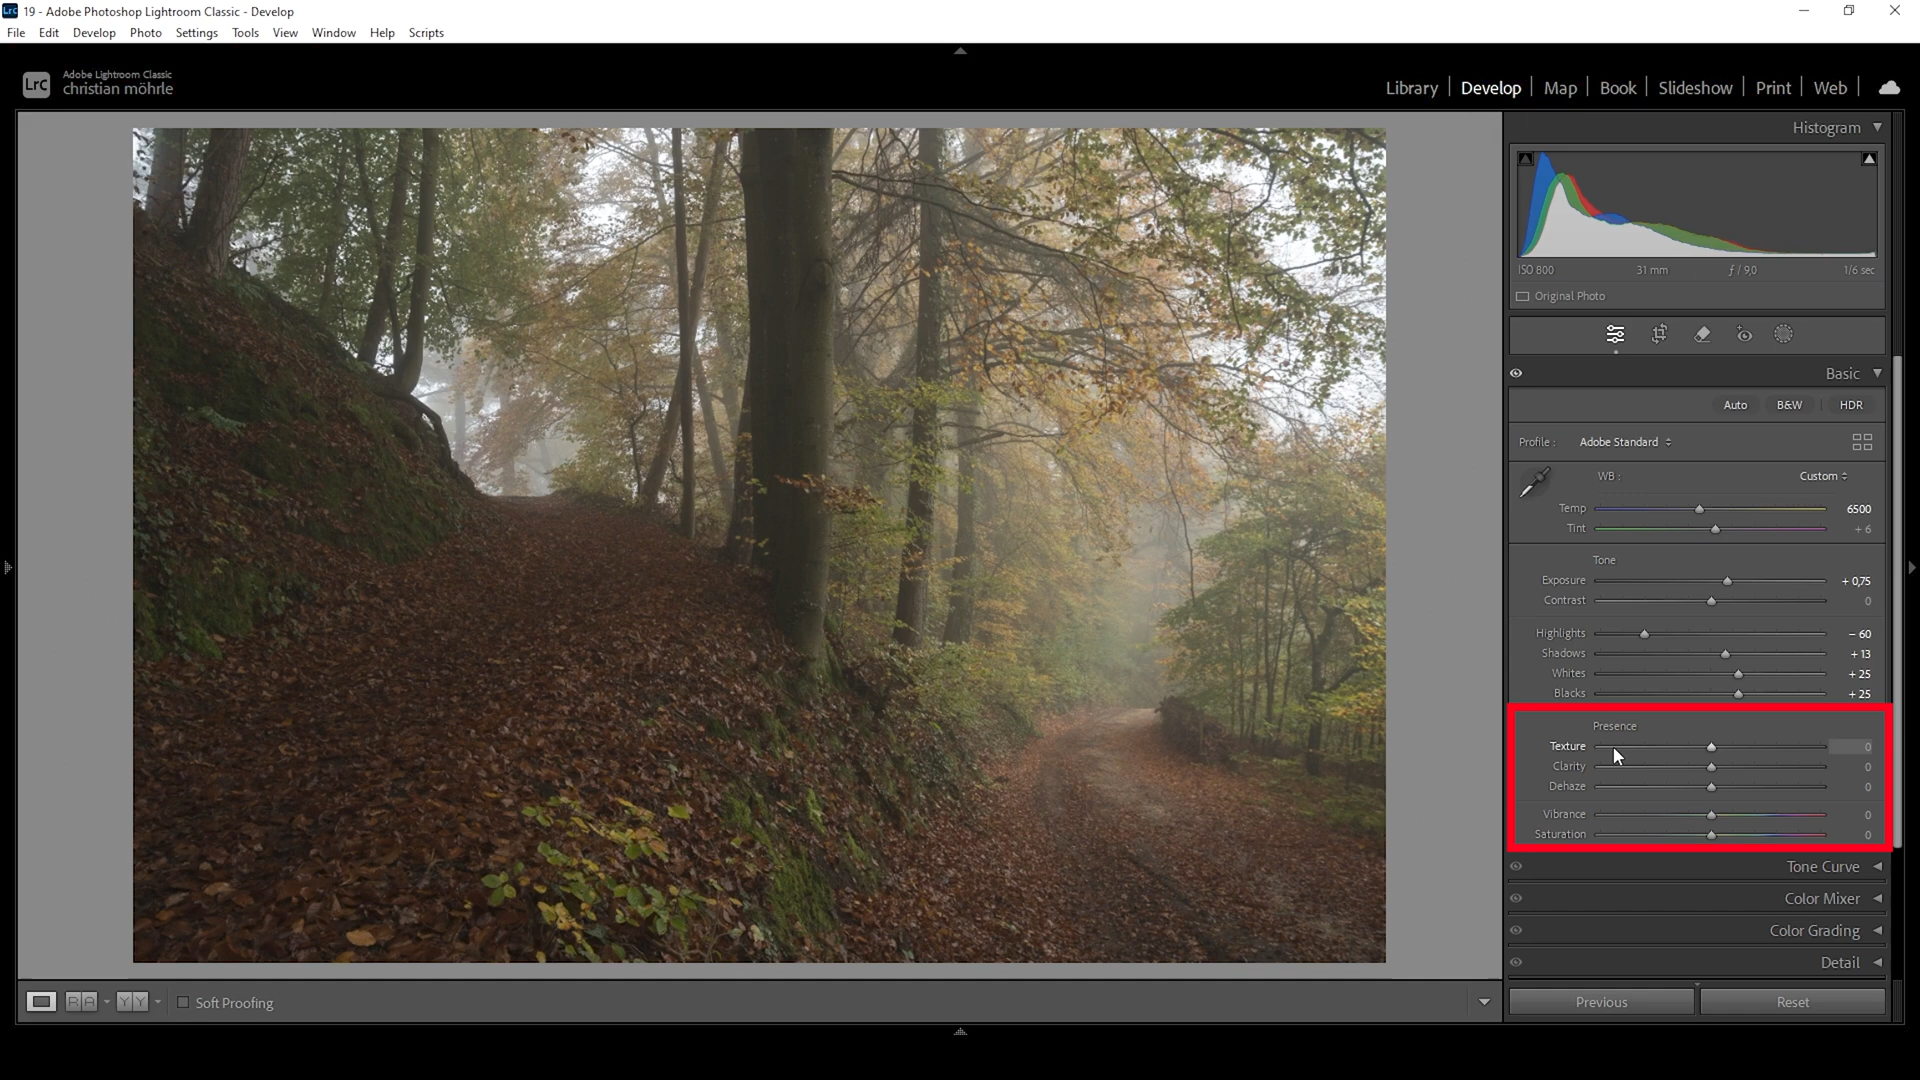 19 - Adobe Photoshop Lightroom Classic - Develop
File Edit Develop Photo Settings Tools View Window Help Scripts
LrC
Adobe Lightroom Classic
christian möhrle
Library Develop Map Book Slideshow Print Web
Histogram
ISO 800 31 mm ƒ / 9,0 1/6 sec
Original Photo
Basic
Auto B&W HDR
Profile : Adobe Standard
WB : Custom
Temp 6500
Tint + 6
Tone
Exposure + 0,75
Contrast 0
Highlights − 60
Shadows + 13
Whites + 25
Blacks + 25
Presence
Texture 0
Clarity 0
Dehaze 0
Vibrance 0
Saturation 0
Tone Curve
Color Mixer
Color Grading
Detail
R A Y Y Soft Proofing
Previous Reset